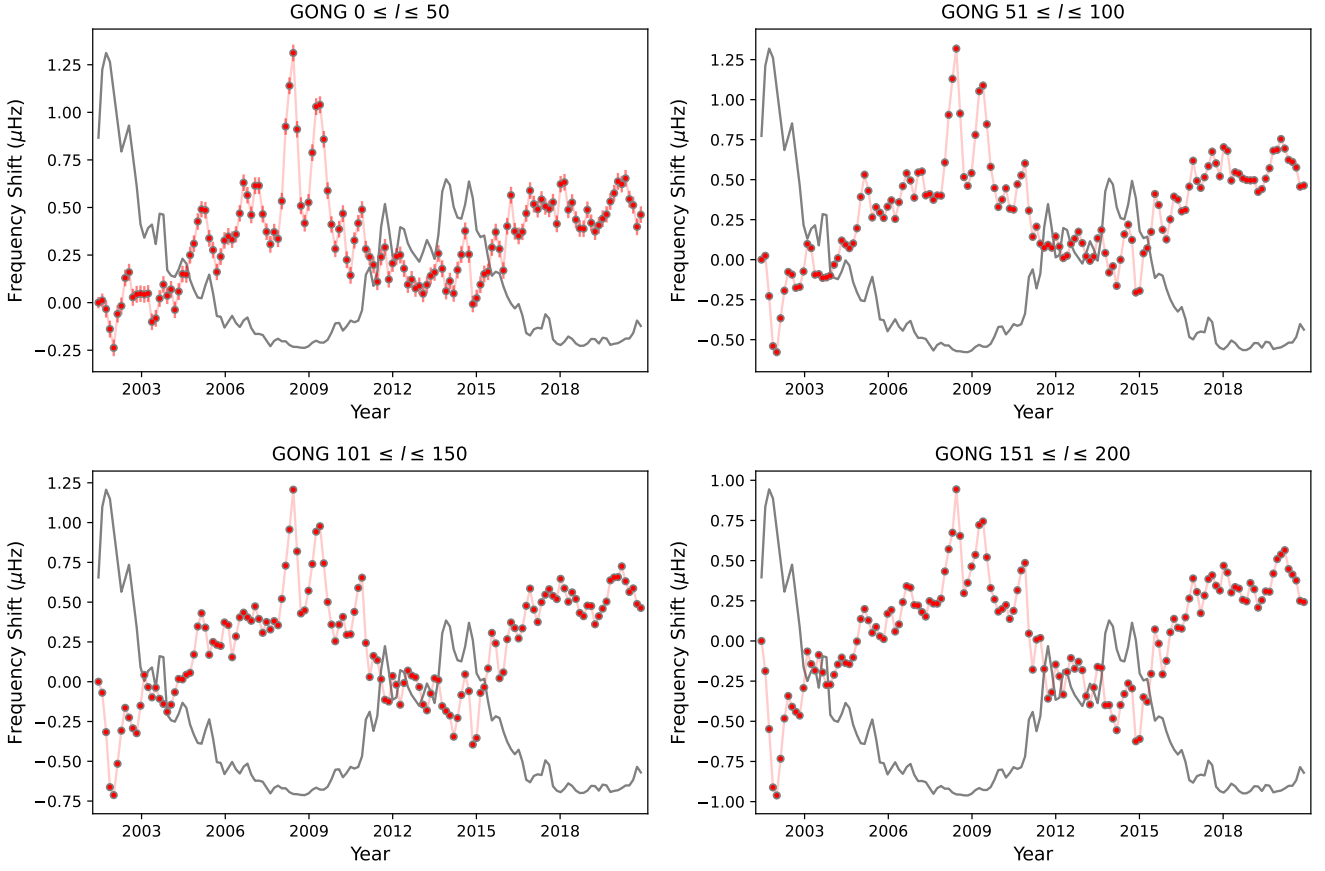 GONG 0 ≤ l ≤ 50
Frequency Shift (μHz)
1.25
1.00
0.75
0.50
0.25
0.00
−0.25
2003 2006 2009 2012 2015 2018
Year
GONG 51 ≤ l ≤ 100
Frequency Shift (μHz)
1.25
1.00
0.75
0.50
0.25
0.00
−0.25
−0.50
2003 2006 2009 2012 2015 2018
Year
GONG 101 ≤ l ≤ 150
Frequency Shift (μHz)
1.25
1.00
0.75
0.50
0.25
0.00
−0.25
−0.50
−0.75
2003 2006 2009 2012 2015 2018
Year
GONG 151 ≤ l ≤ 200
Frequency Shift (μHz)
1.00
0.75
0.50
0.25
0.00
−0.25
−0.50
−0.75
−1.00
2003 2006 2009 2012 2015 2018
Year